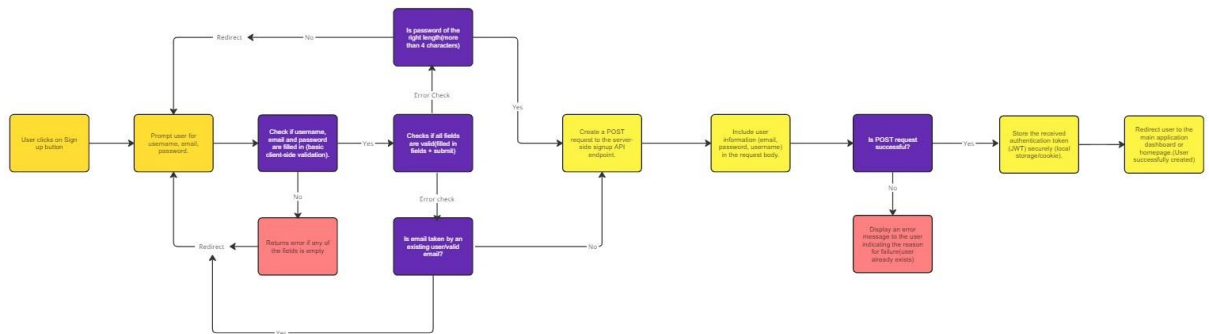 Is password of the
right length(more
than 4 characters)
Redirect
No
Error Check
Yes
User clicks on Sign
up button
Prompt user for
username, email,
password.
Check if username,
email and password
are filled in (basic
client-side validation).
Yes
Checks if all fields
are valid(filled in
fields + submit)
Create a POST
request to the server-
side signup API
endpoint.
Include user
information (email,
password, username)
in the request body.
Is POST request
successful?
Yes
Store the received
authentication token
(JWT) securely (local
storage/cookie).
Redirect user to the
main application
dashboard or
homepage.(User
successfully created)
No
Error check
No
Redirect
Returns error if any of
the fields is empty
Is email taken by an
existing user/valid
email?
No
Display an error
message to the user
indicating the reason
for failure(user
already exists)
Yes